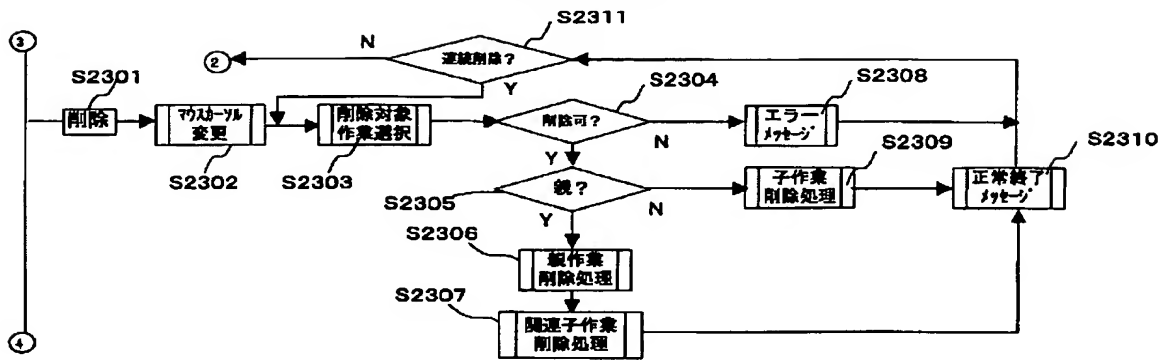 ③
S2311
N
②
連続削除？
S2301
Y
S2304
S2308
削除
マウスカーソル
変更
削除対象
作業選択
削除可？
N
エラー
メッセージ
S2302
S2303
Y
S2309
S2310
S2305
親？
N
子作業
削除処理
正常終了
メッセージ
Y
S2306
親作業
削除処理
S2307
関連子作業
削除処理
④